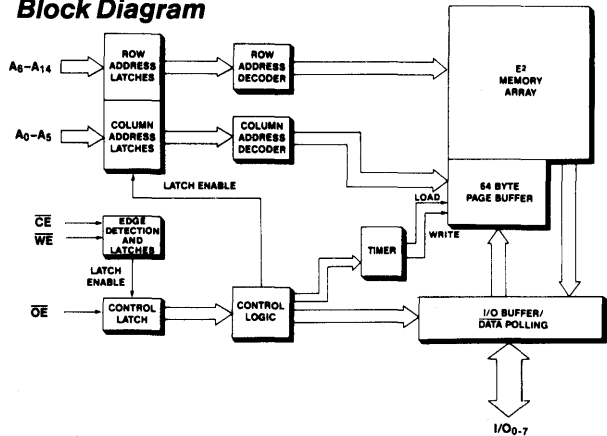 Block Diagram
A6–A14
ROW
ADDRESS
LATCHES
ROW
ADDRESS
DECODER
E2
MEMORY
ARRAY
A0–A5
COLUMN
ADDRESS
LATCHES
COLUMN
ADDRESS
DECODER
64 BYTE
PAGE BUFFER
LATCH ENABLE
LOAD
WRITE
CE
WE
EDGE
DETECTION
AND
LATCHES
TIMER
LATCH
ENABLE
OE
CONTROL
LATCH
CONTROL
LOGIC
I/O BUFFER/
DATA POLLING
I/O0-7